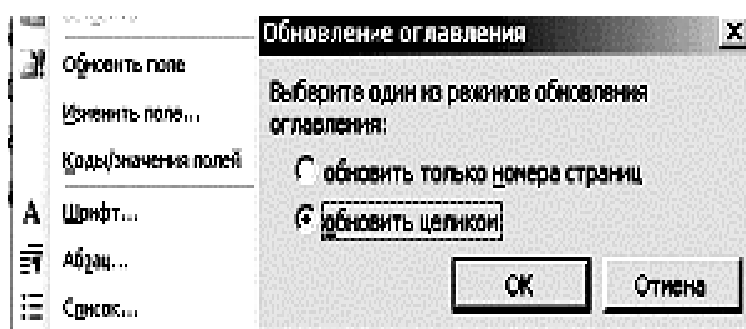 Обновить поле
Изменить поле...
Коды/значения полей
Шрифт...
Абзац...
Список...
Обновление оглавления
Выберите один из режимов обновления
оглавления:
обновить только номера страниц
обновить целиком
OK
Отмена